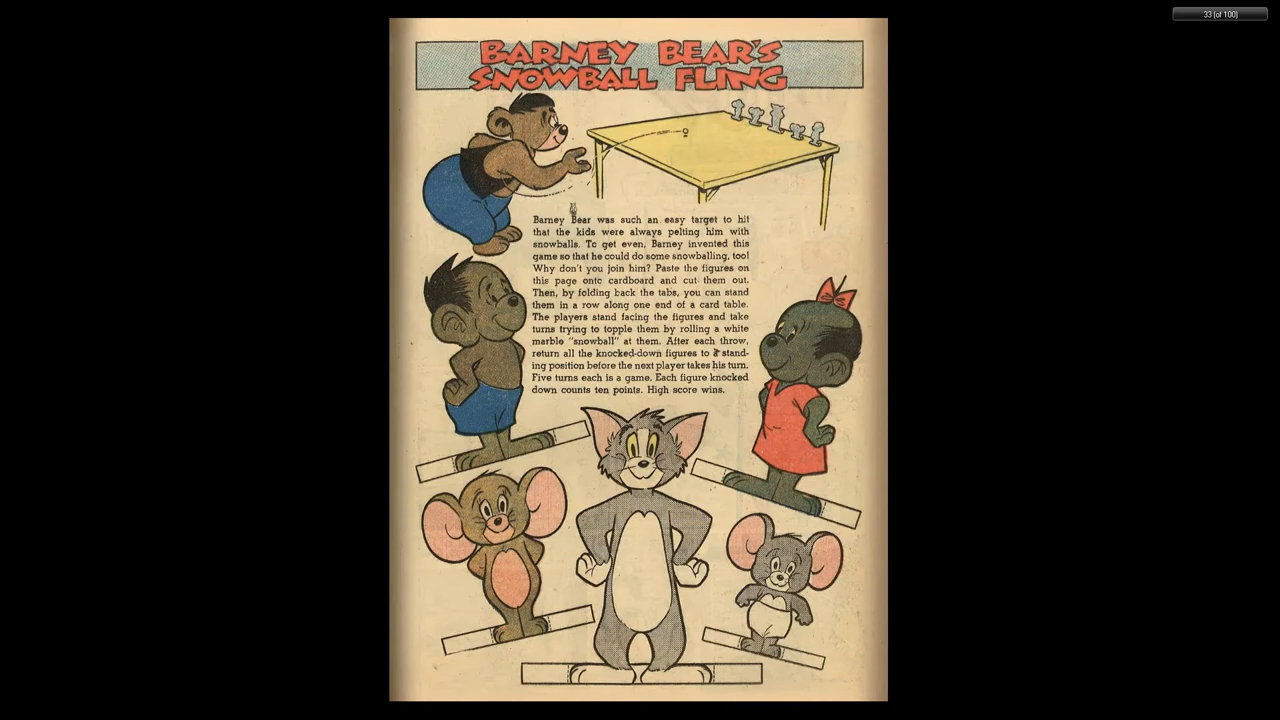 33 (of 100)
BARNEY BEAR'S
SNOWBALL FLING
Barney Bear was such an easy target to hit
that the kids were always pelting him with
snowballs. To get even, Barney invented this
game so that he could do some snowballing, too!
Why don't you join him? Paste the figures on
this page onto cardboard and cut them out.
Then, by folding back the tabs, you can stand
them in a row along one end of a card table.
The players stand facing the figures and take
turns trying to topple them by rolling a white
marble "snowball" at them. After each throw,
return all the knocked-down figures to a stand-
ing position before the next player takes his turn.
Five turns each is a game. Each figure knocked
down counts ten points. High score wins.